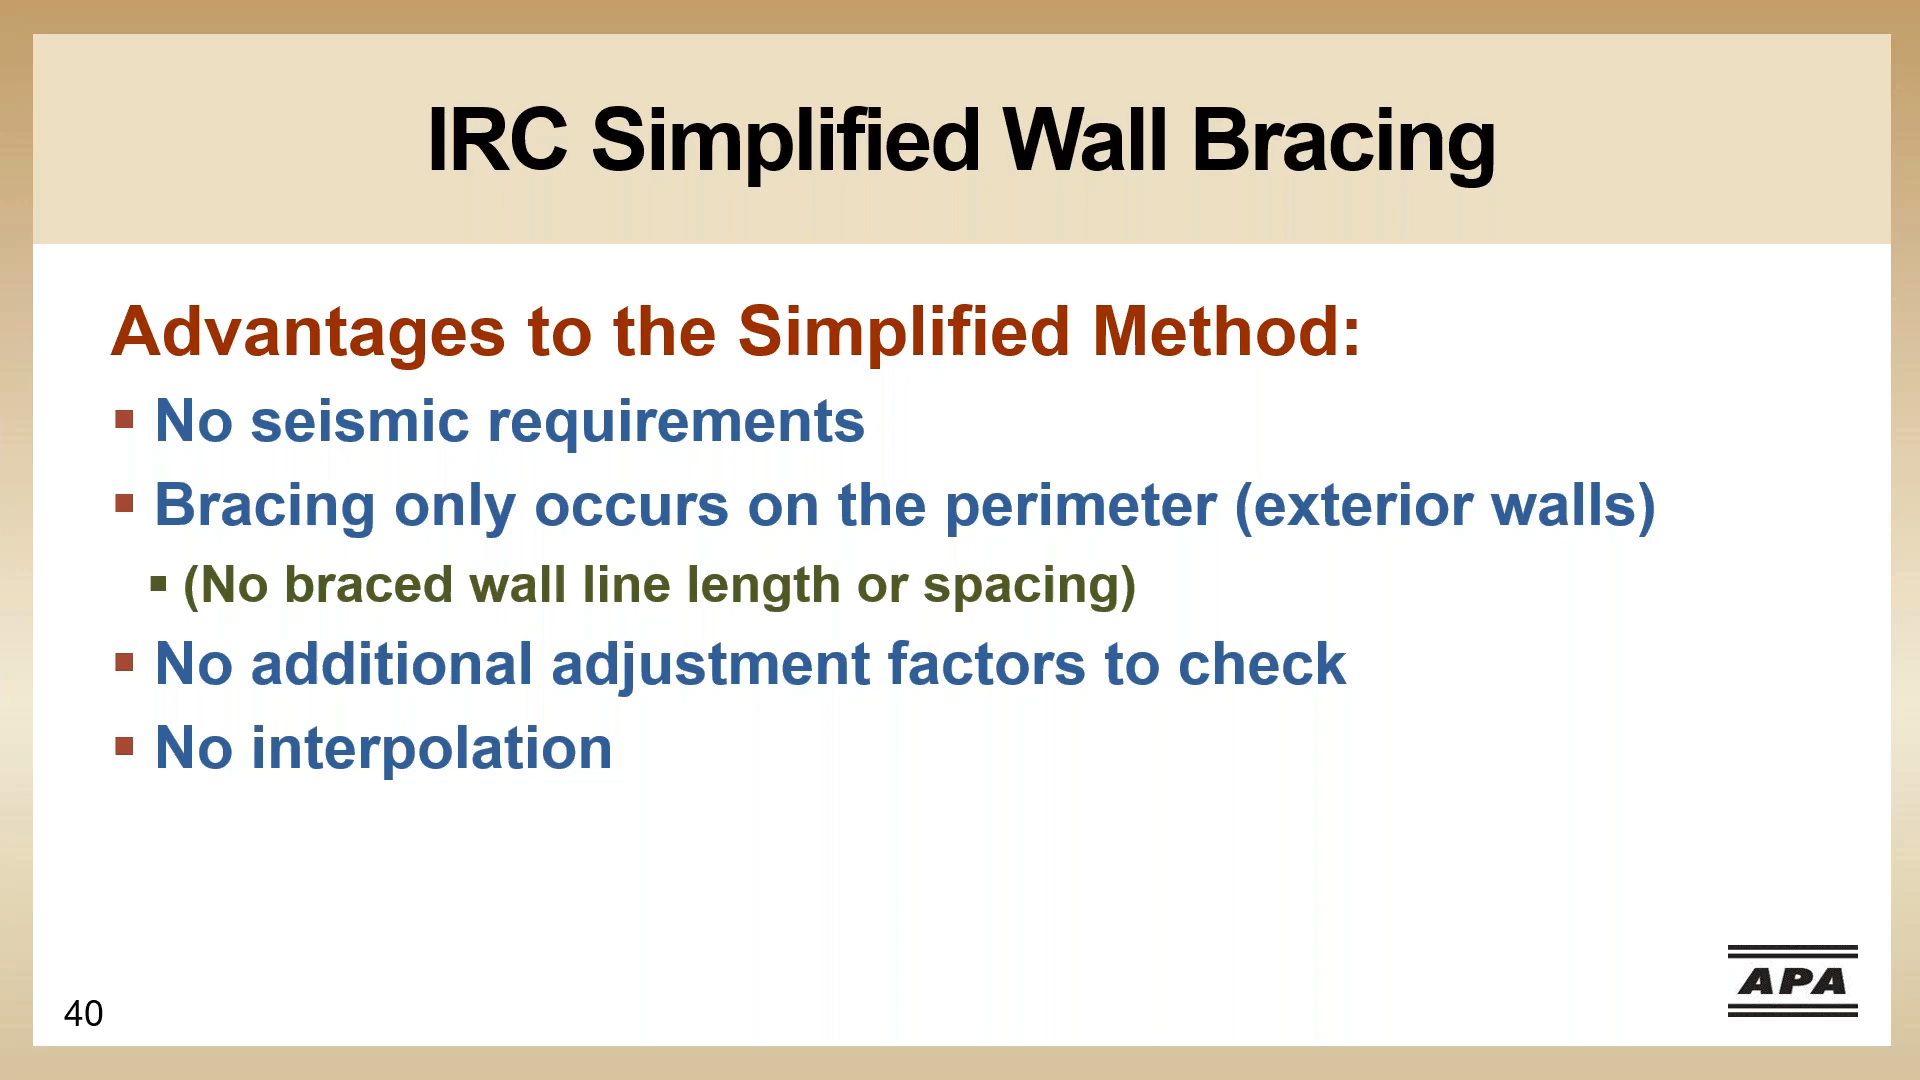 IRC Simplified Wall Bracing
Advantages to the Simplified Method:
▪ No seismic requirements
▪ Bracing only occurs on the perimeter (exterior walls)
▪ (No braced wall line length or spacing)
▪ No additional adjustment factors to check
▪ No interpolation
APA
40